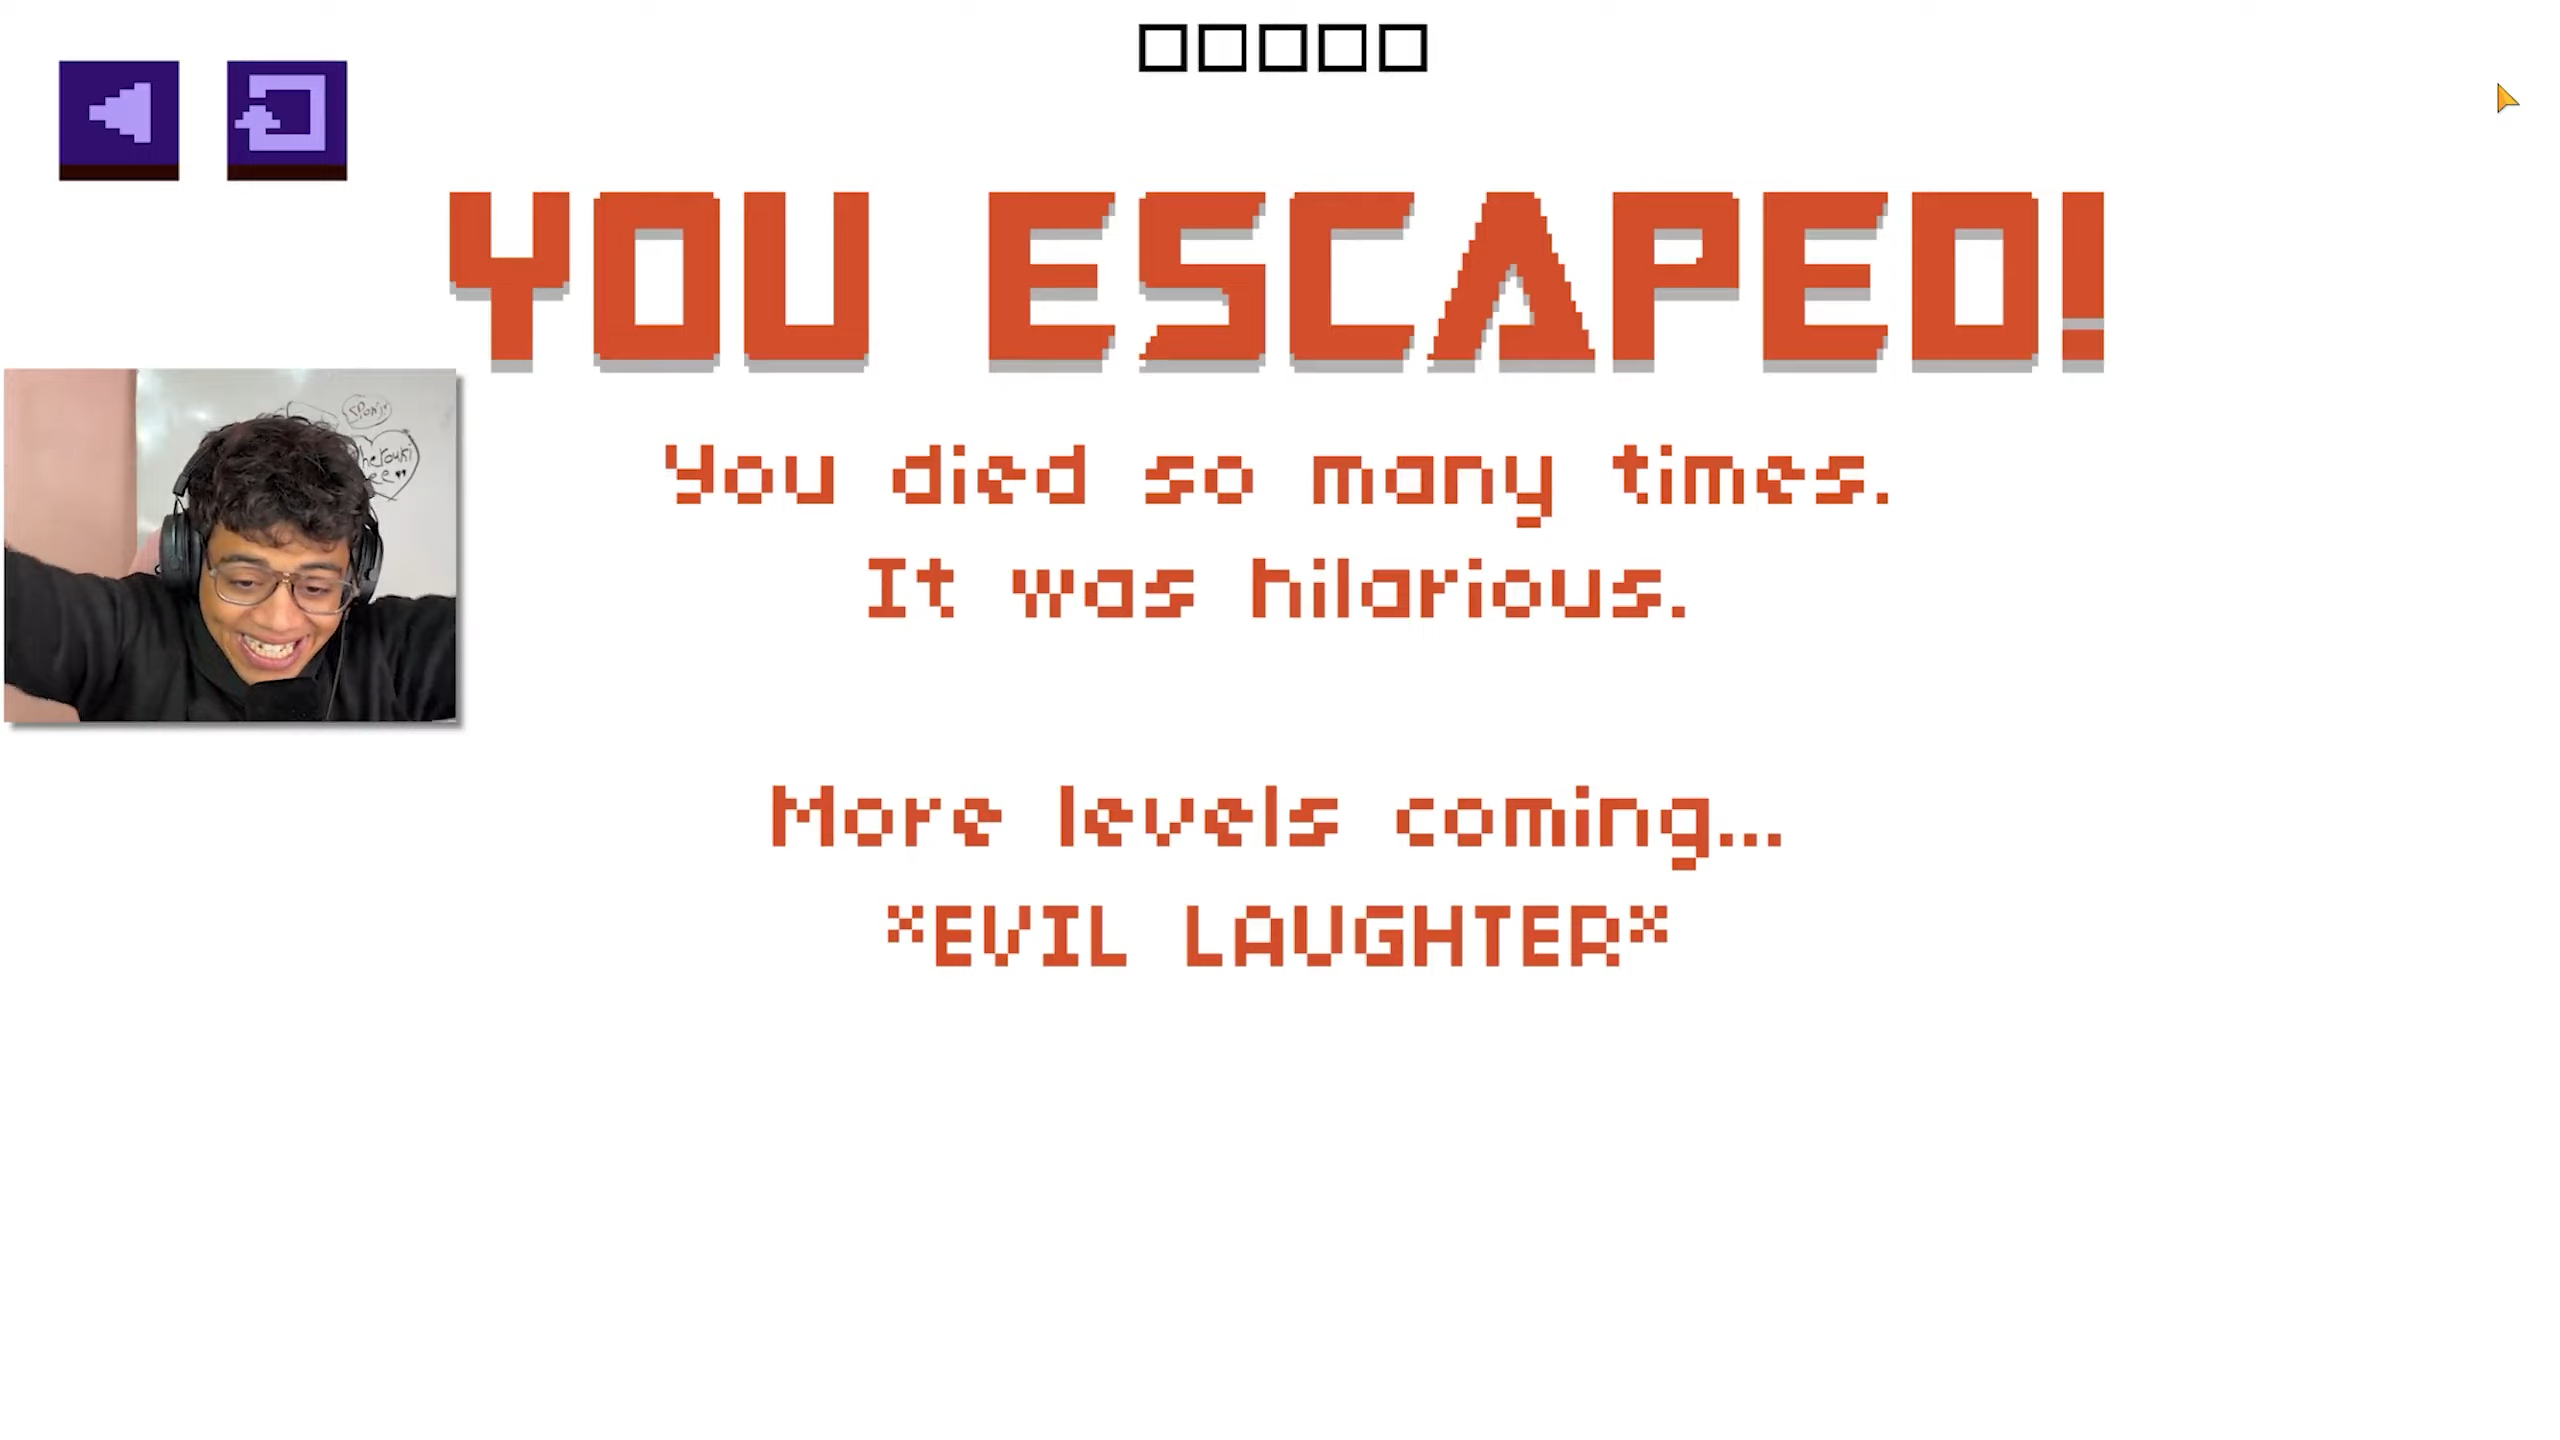 YOU ESCAPED!
You died so many times.
It was hilarious.
More levels coming...
*EVIL LAUGHTER*